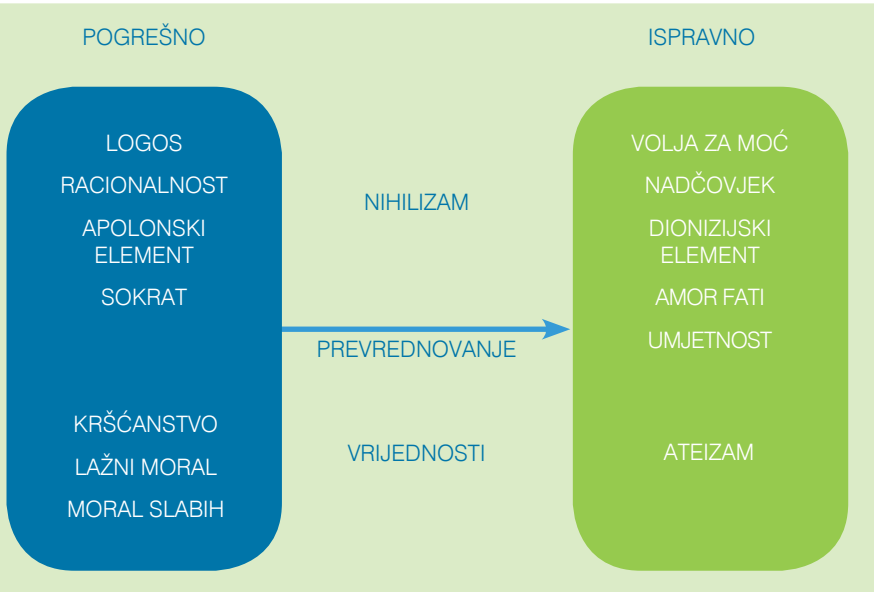 POGREŠNO
ISPRAVNO
LOGOS
RACIONALNOST
APOLONSKI
ELEMENT
SOKRAT
KRŠĆANSTVO
LAŽNI MORAL
MORAL SLABIH
NIHILIZAM
PREVREDNOVANJE
VRIJEDNOSTI
VOLJA ZA MOĆ
NADČOVJEK
DIONIZIJSKI
ELEMENT
AMOR FATI
UMJETNOST
ATEIZAM